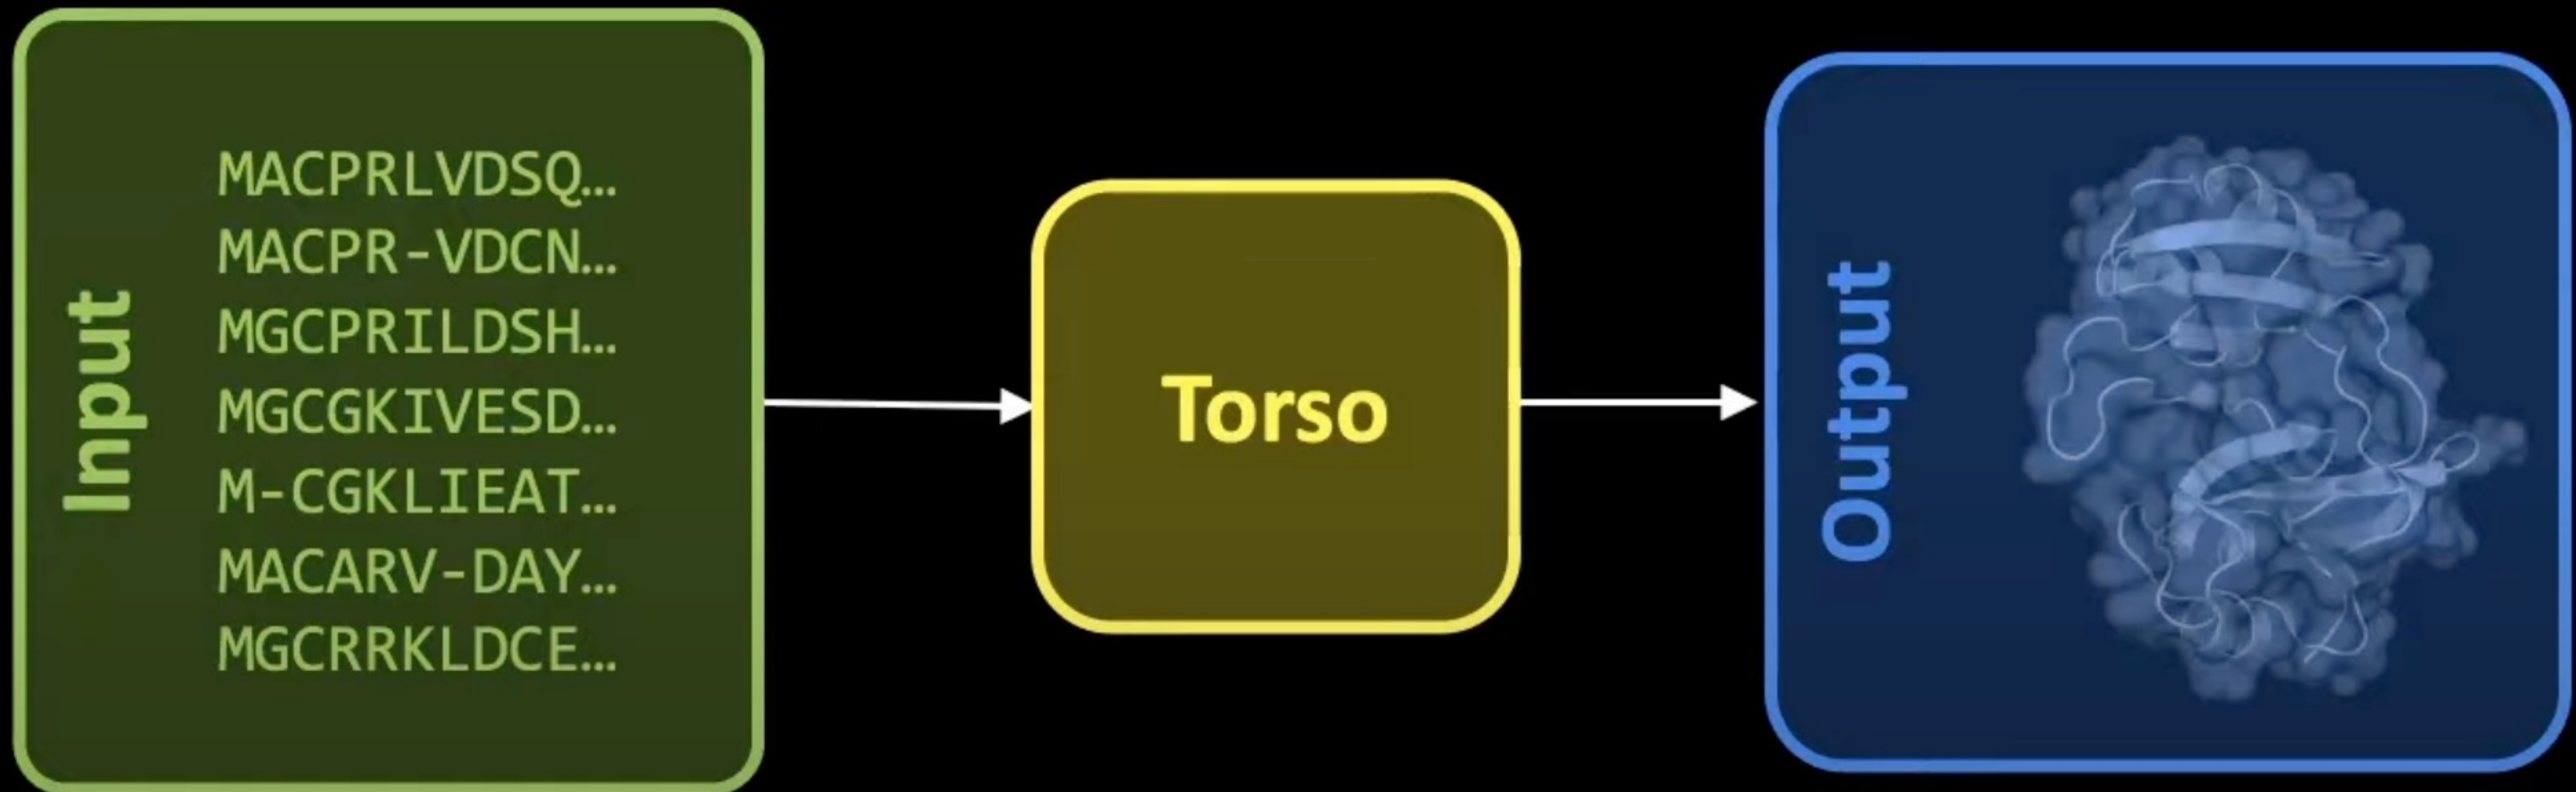 Input
MACPRLVDSQ…
MACPR-VDCN…
MGCPRILDSH…
MGCGKIVESD…
M-CGKLIEAT…
MACARV-DAY…
MGCRRKLDCE…
Torso
Output